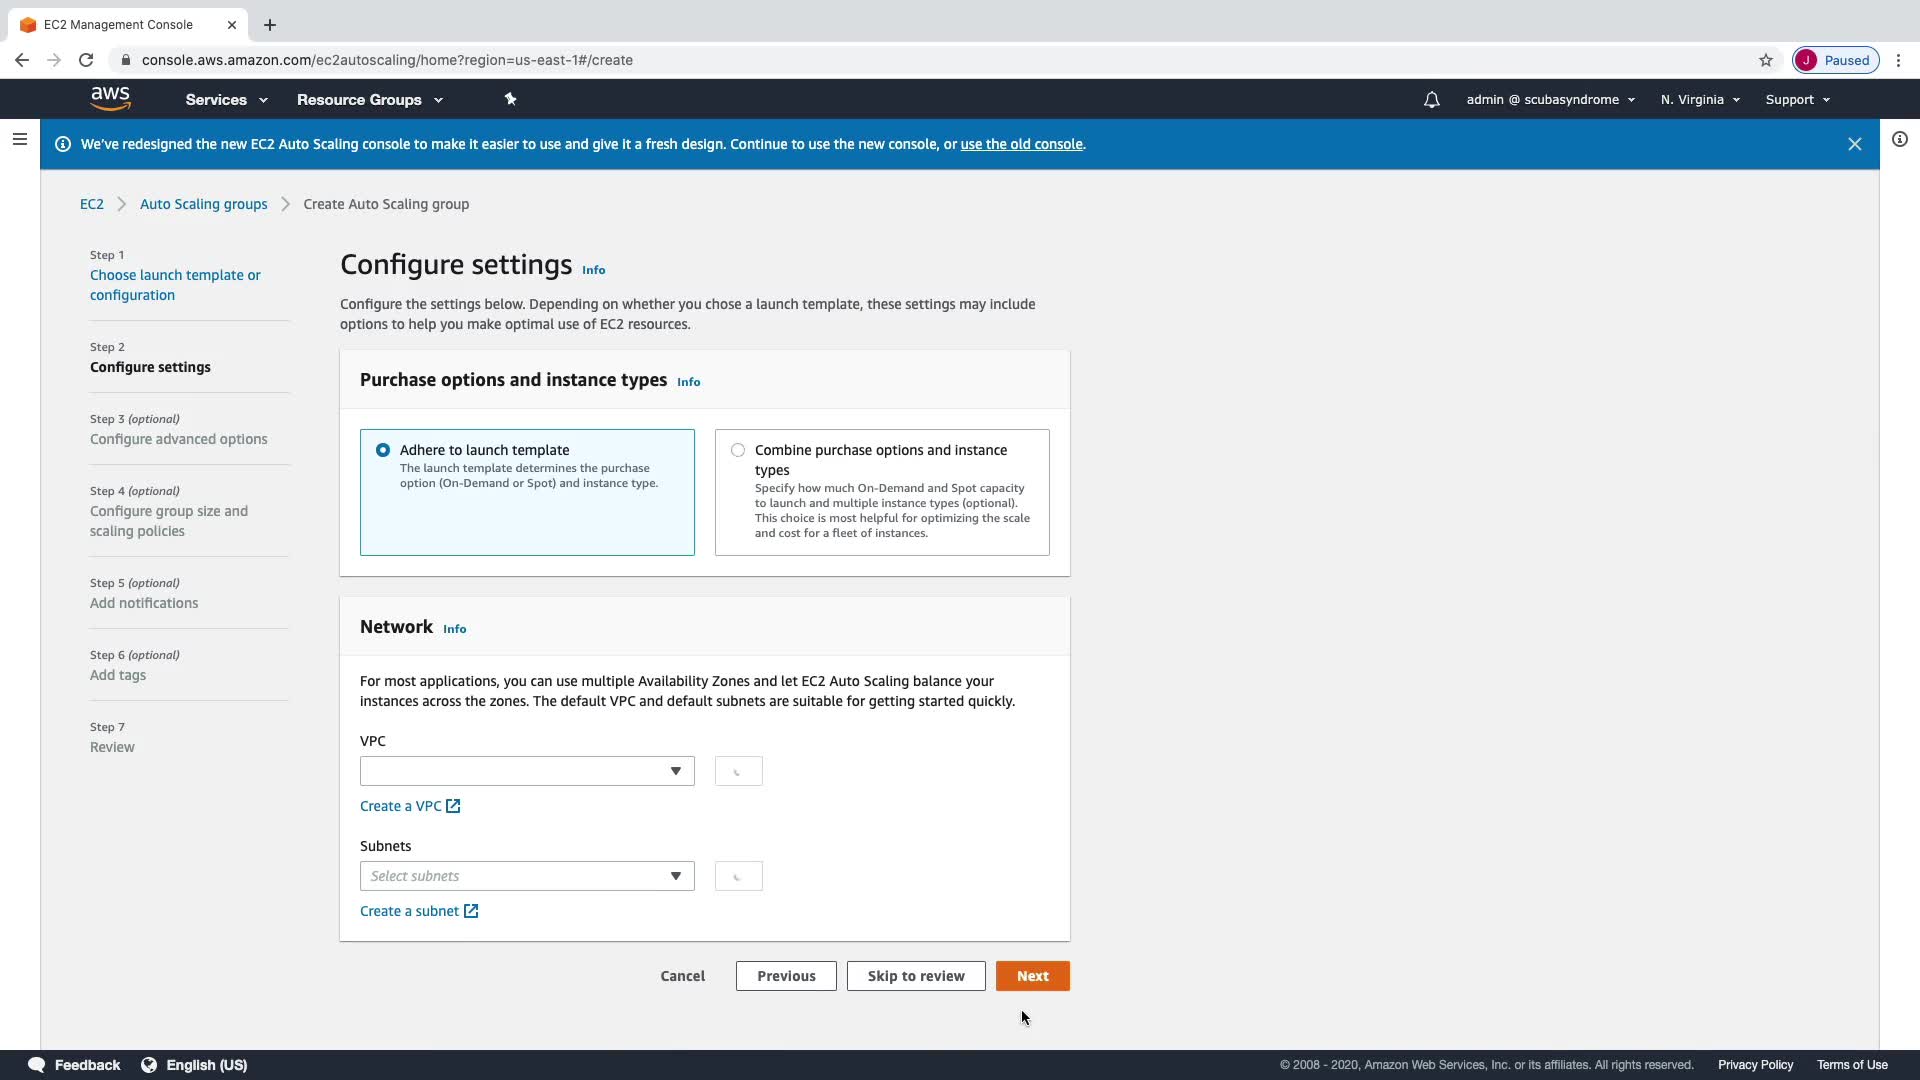 EC2 Management Console
console.aws.amazon.com/ec2autoscaling/home?region=us-east-1#/create
J Paused
aws Services Resource Groups admin @ scubasyndrome N. Virginia Support
We've redesigned the new EC2 Auto Scaling console to make it easier to use and give it a fresh design. Continue to use the new console, or use the old console.
EC2 Auto Scaling groups Create Auto Scaling group
Step 1
Choose launch template or
configuration
Step 2
Configure settings
Step 3 (optional)
Configure advanced options
Step 4 (optional)
Configure group size and
scaling policies
Step 5 (optional)
Add notifications
Step 6 (optional)
Add tags
Step 7
Review
Configure settings Info
Configure the settings below. Depending on whether you chose a launch template, these settings may include
options to help you make optimal use of EC2 resources.
Purchase options and instance types Info
Adhere to launch template
The launch template determines the purchase
option (On-Demand or Spot) and instance type.
Combine purchase options and instance
types
Specify how much On-Demand and Spot capacity
to launch and multiple instance types (optional).
This choice is most helpful for optimizing the scale
and cost for a fleet of instances.
Network Info
For most applications, you can use multiple Availability Zones and let EC2 Auto Scaling balance your
instances across the zones. The default VPC and default subnets are suitable for getting started quickly.
VPC
Create a VPC
Subnets
Select subnets
Create a subnet
Cancel Previous Skip to review Next
Feedback English (US) © 2008 - 2020, Amazon Web Services, Inc. or its affiliates. All rights reserved. Privacy Policy Terms of Use